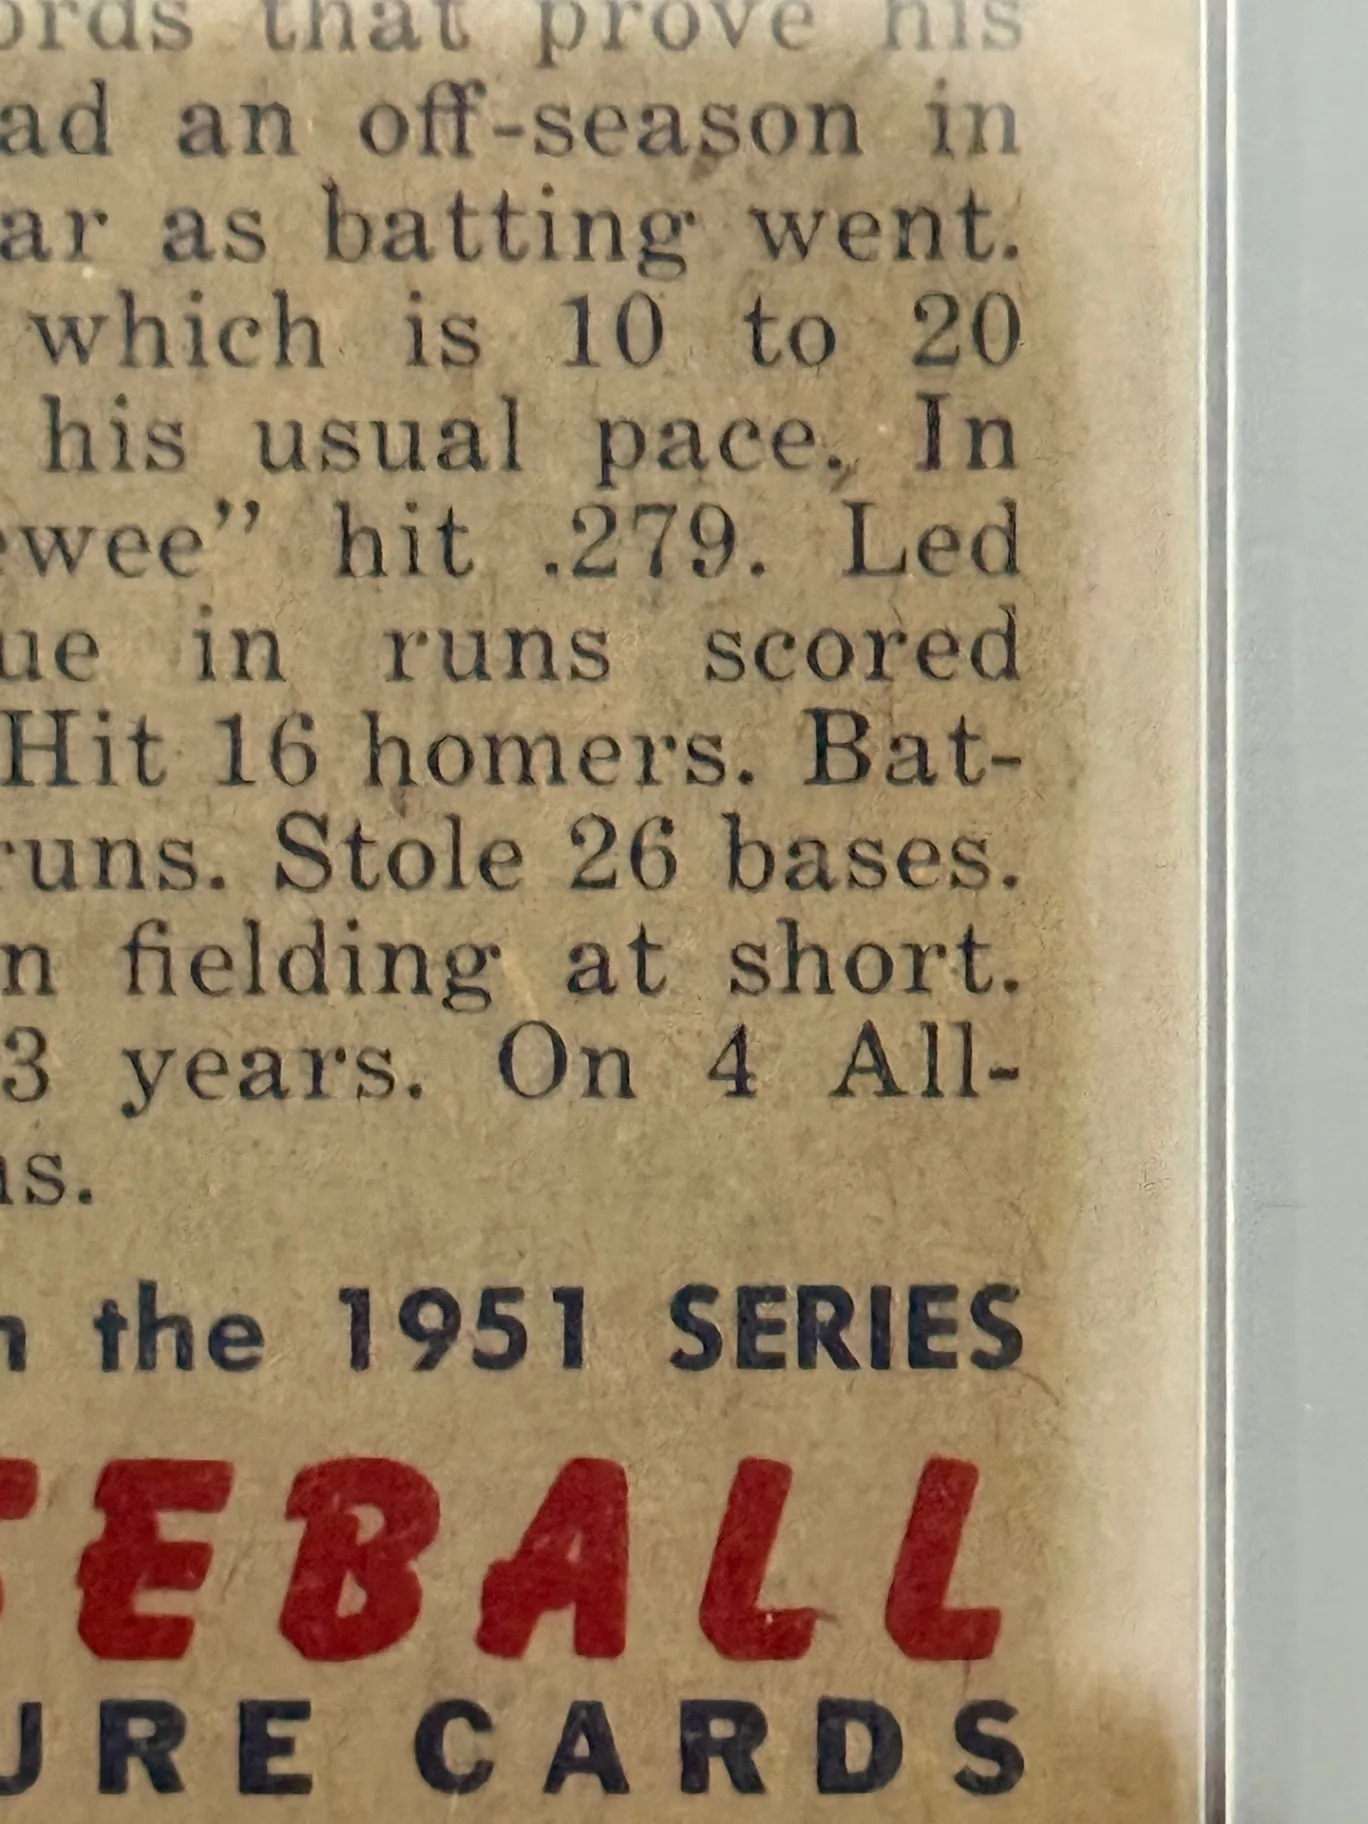 ords that prove his
ad an off-season in
ar as batting went.
which is 10 to 20
his usual pace. In
ewee” hit .279. Led
ue in runs scored
Hit 16 homers. Bat-
runs. Stole 26 bases.
n fielding at short.
3 years. On 4 All-
s.
n the 1951 SERIES
EBALL
URE CARDS